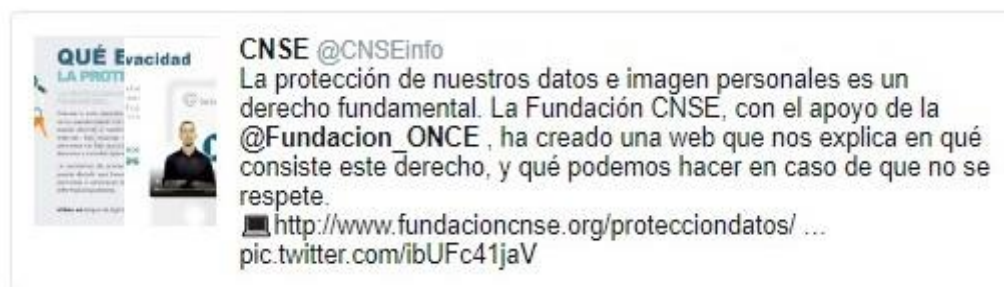 QUÉ E
vacidad
LA PROTE
CNSE @CNSEinfo
La protección de nuestros datos e imagen personales es un
derecho fundamental. La Fundación CNSE, con el apoyo de la
@Fundacion_ONCE , ha creado una web que nos explica en qué
consiste este derecho, y qué podemos hacer en caso de que no se
respete.
💻http://www.fundacioncnse.org/protecciondatos/ ...
pic.twitter.com/ibUFc41jaV